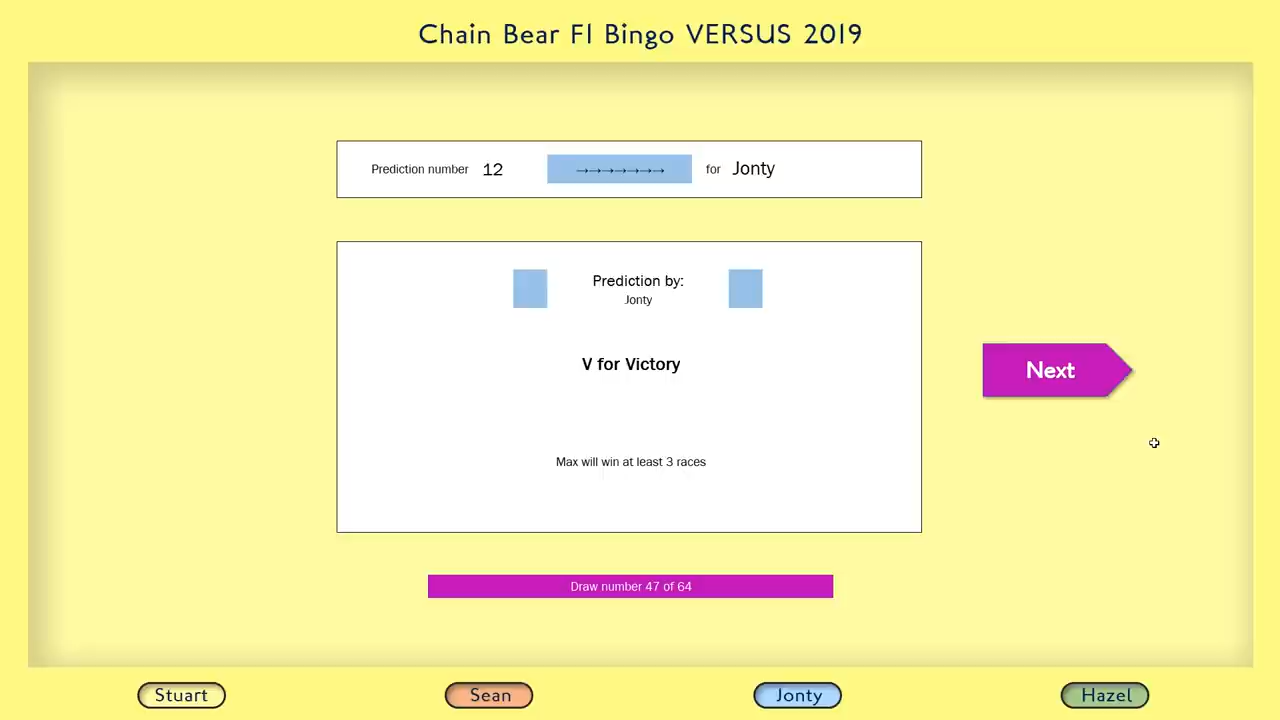 Chain Bear F1 Bingo VERSUS 2019
Prediction number 12 →→→→→→→ for Jonty
Prediction by:
Jonty
V for Victory
Max will win at least 3 races
Next
Draw number 47 of 64
Stuart Sean Jonty Hazel